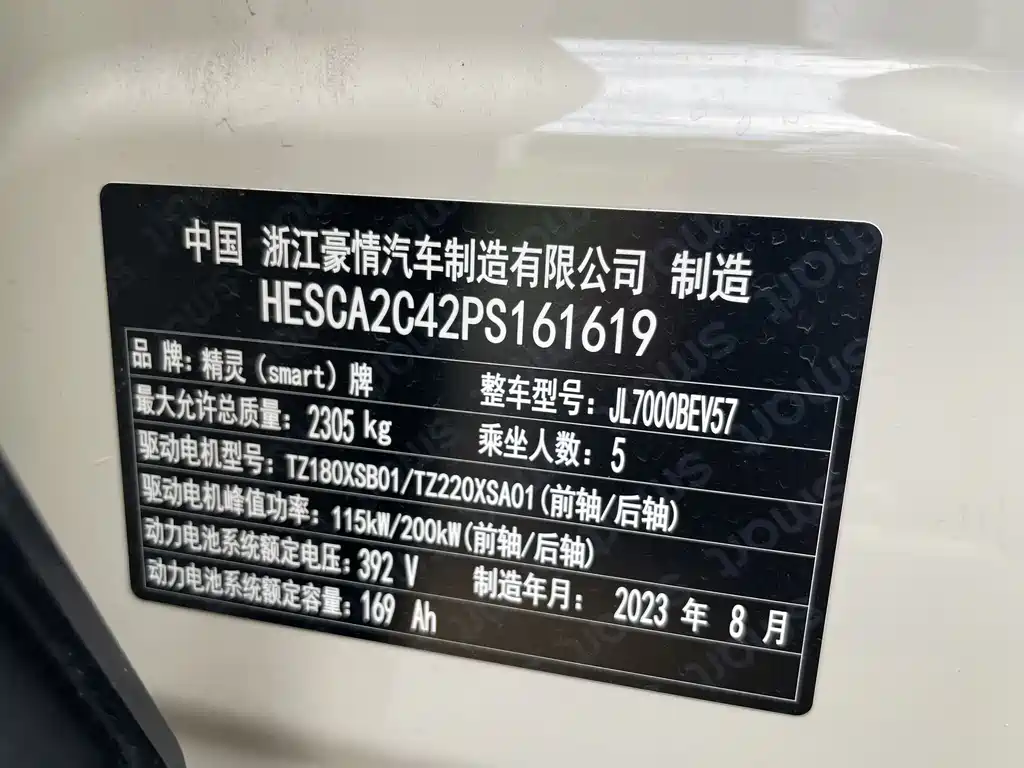 中国 浙江豪情汽车制造有限公司 制造
HESCA2C42PS161619
品 牌: 精灵（smart）牌 整车型号: JL7000BEV57
最大允许总质量: 2305 kg 乘坐人数: 5
驱动电机型号: TZ180XSB01/TZ220XSA01(前轴/后轴)
驱动电机峰值功率: 115kW/200kW(前轴/后轴)
动力电池系统额定电压: 392 V 制造年月: 2023 年 8 月
动力电池系统额定容量: 169 Ah